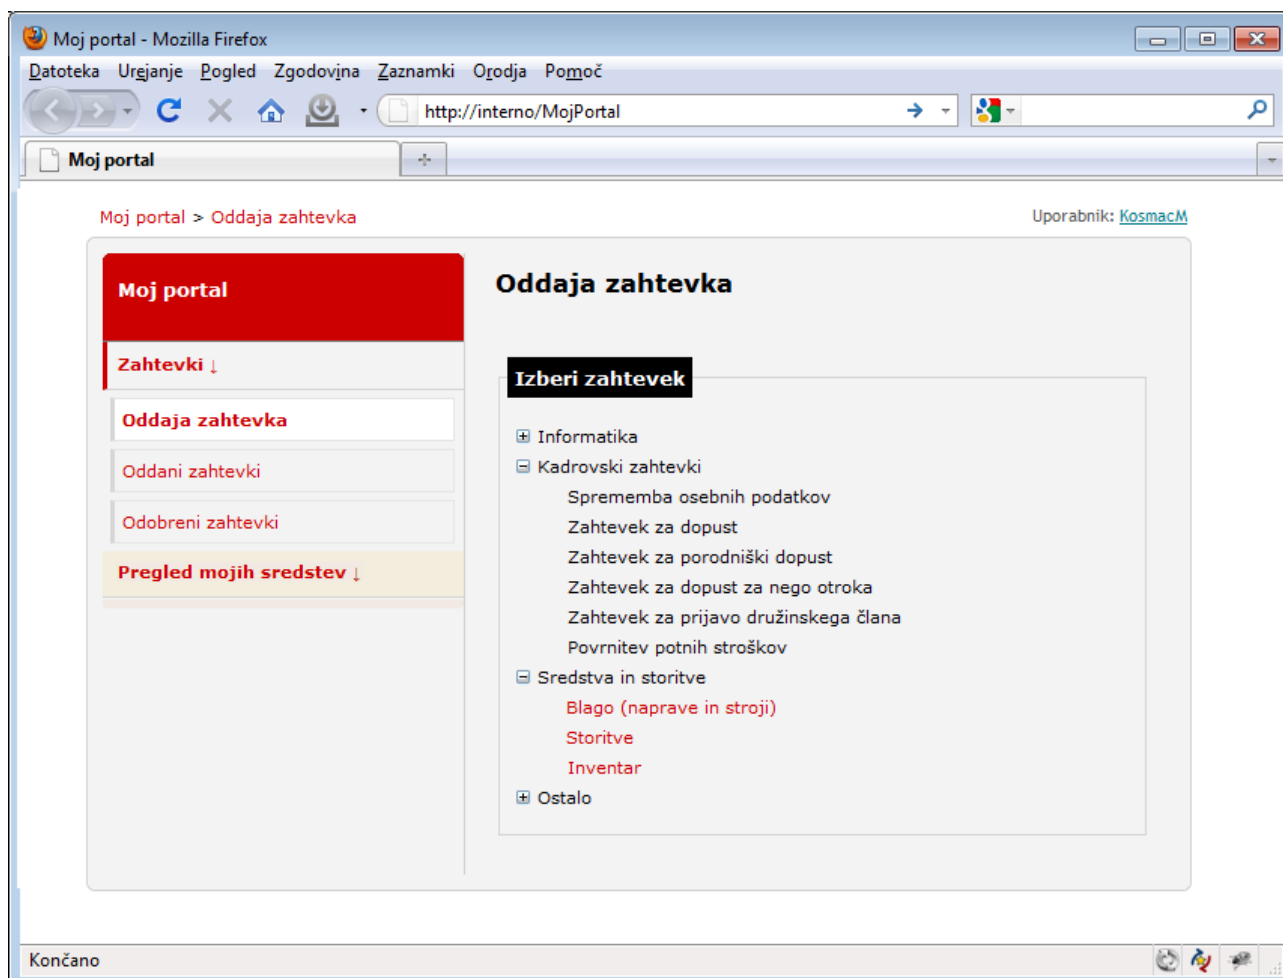 Moj portal - Mozilla Firefox
Datoteka Urejanje Pogled Zgodovina Zaznamki Orodja Pomoč
http://interno/MojPortal
Moj portal
Moj portal > Oddaja zahtevka
Uporabnik: KosmacM
Moj portal
Zahtevki ↓
Oddaja zahtevka
Oddani zahtevki
Odobreni zahtevki
Pregled mojih sredstev ↓
Oddaja zahtevka
Izberi zahtevek
Informatika
Kadrovski zahtevki
Sprememba osebnih podatkov
Zahtevek za dopust
Zahtevek za porodniški dopust
Zahtevek za dopust za nego otroka
Zahtevek za prijavo družinskega člana
Povrnitev potnih stroškov
Sredstva in storitve
Blago (naprave in stroji)
Storitve
Inventar
Ostalo
Končano